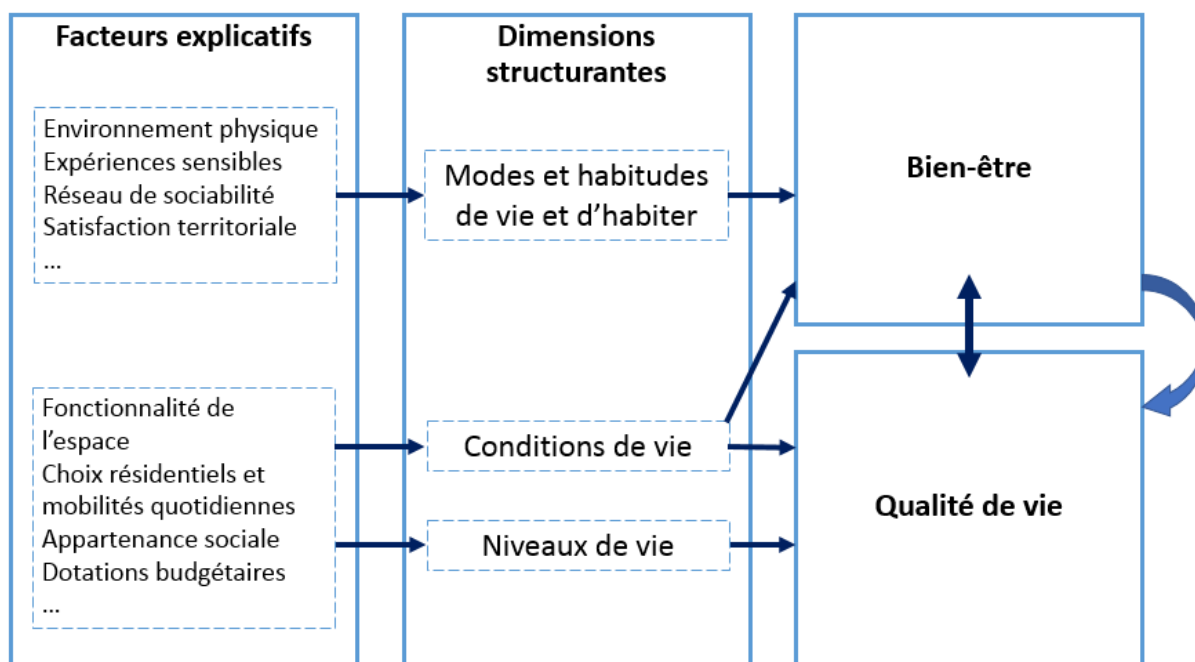 Facteurs explicatifs
Environnement physique
Expériences sensibles
Réseau de sociabilité
Satisfaction territoriale
...
Fonctionnalité de
l'espace
Choix résidentiels et
mobilités quotidiennes
Appartenance sociale
Dotations budgétaires
...
Dimensions
structurantes
Modes et habitudes
de vie et d'habiter
Conditions de vie
Niveaux de vie
Bien-être
Qualité de vie